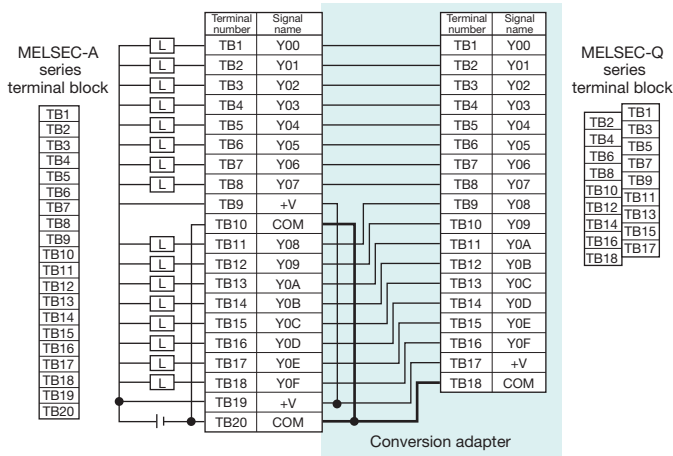 MELSEC-A
series
terminal block
TB1
TB2
TB3
TB4
TB5
TB6
TB7
TB8
TB9
TB10
TB11
TB12
TB13
TB14
TB15
TB16
TB17
TB18
TB19
TB20
Terminal number Signal name
L TB1 Y00
L TB2 Y01
L TB3 Y02
L TB4 Y03
L TB5 Y04
L TB6 Y05
L TB7 Y06
L TB8 Y07
TB9 +V
TB10 COM
L TB11 Y08
L TB12 Y09
L TB13 Y0A
L TB14 Y0B
L TB15 Y0C
L TB16 Y0D
L TB17 Y0E
L TB18 Y0F
TB19 +V
TB20 COM
Terminal number Signal name
TB1 Y00
TB2 Y01
TB3 Y02
TB4 Y03
TB5 Y04
TB6 Y05
TB7 Y06
TB8 Y07
TB9 Y08
TB10 Y09
TB11 Y0A
TB12 Y0B
TB13 Y0C
TB14 Y0D
TB15 Y0E
TB16 Y0F
TB17 +V
TB18 COM
Conversion adapter
MELSEC-Q
series
terminal block
TB1
TB2
TB3
TB4
TB5
TB6
TB7
TB8
TB9
TB10
TB11
TB12
TB13
TB14
TB15
TB16
TB17
TB18